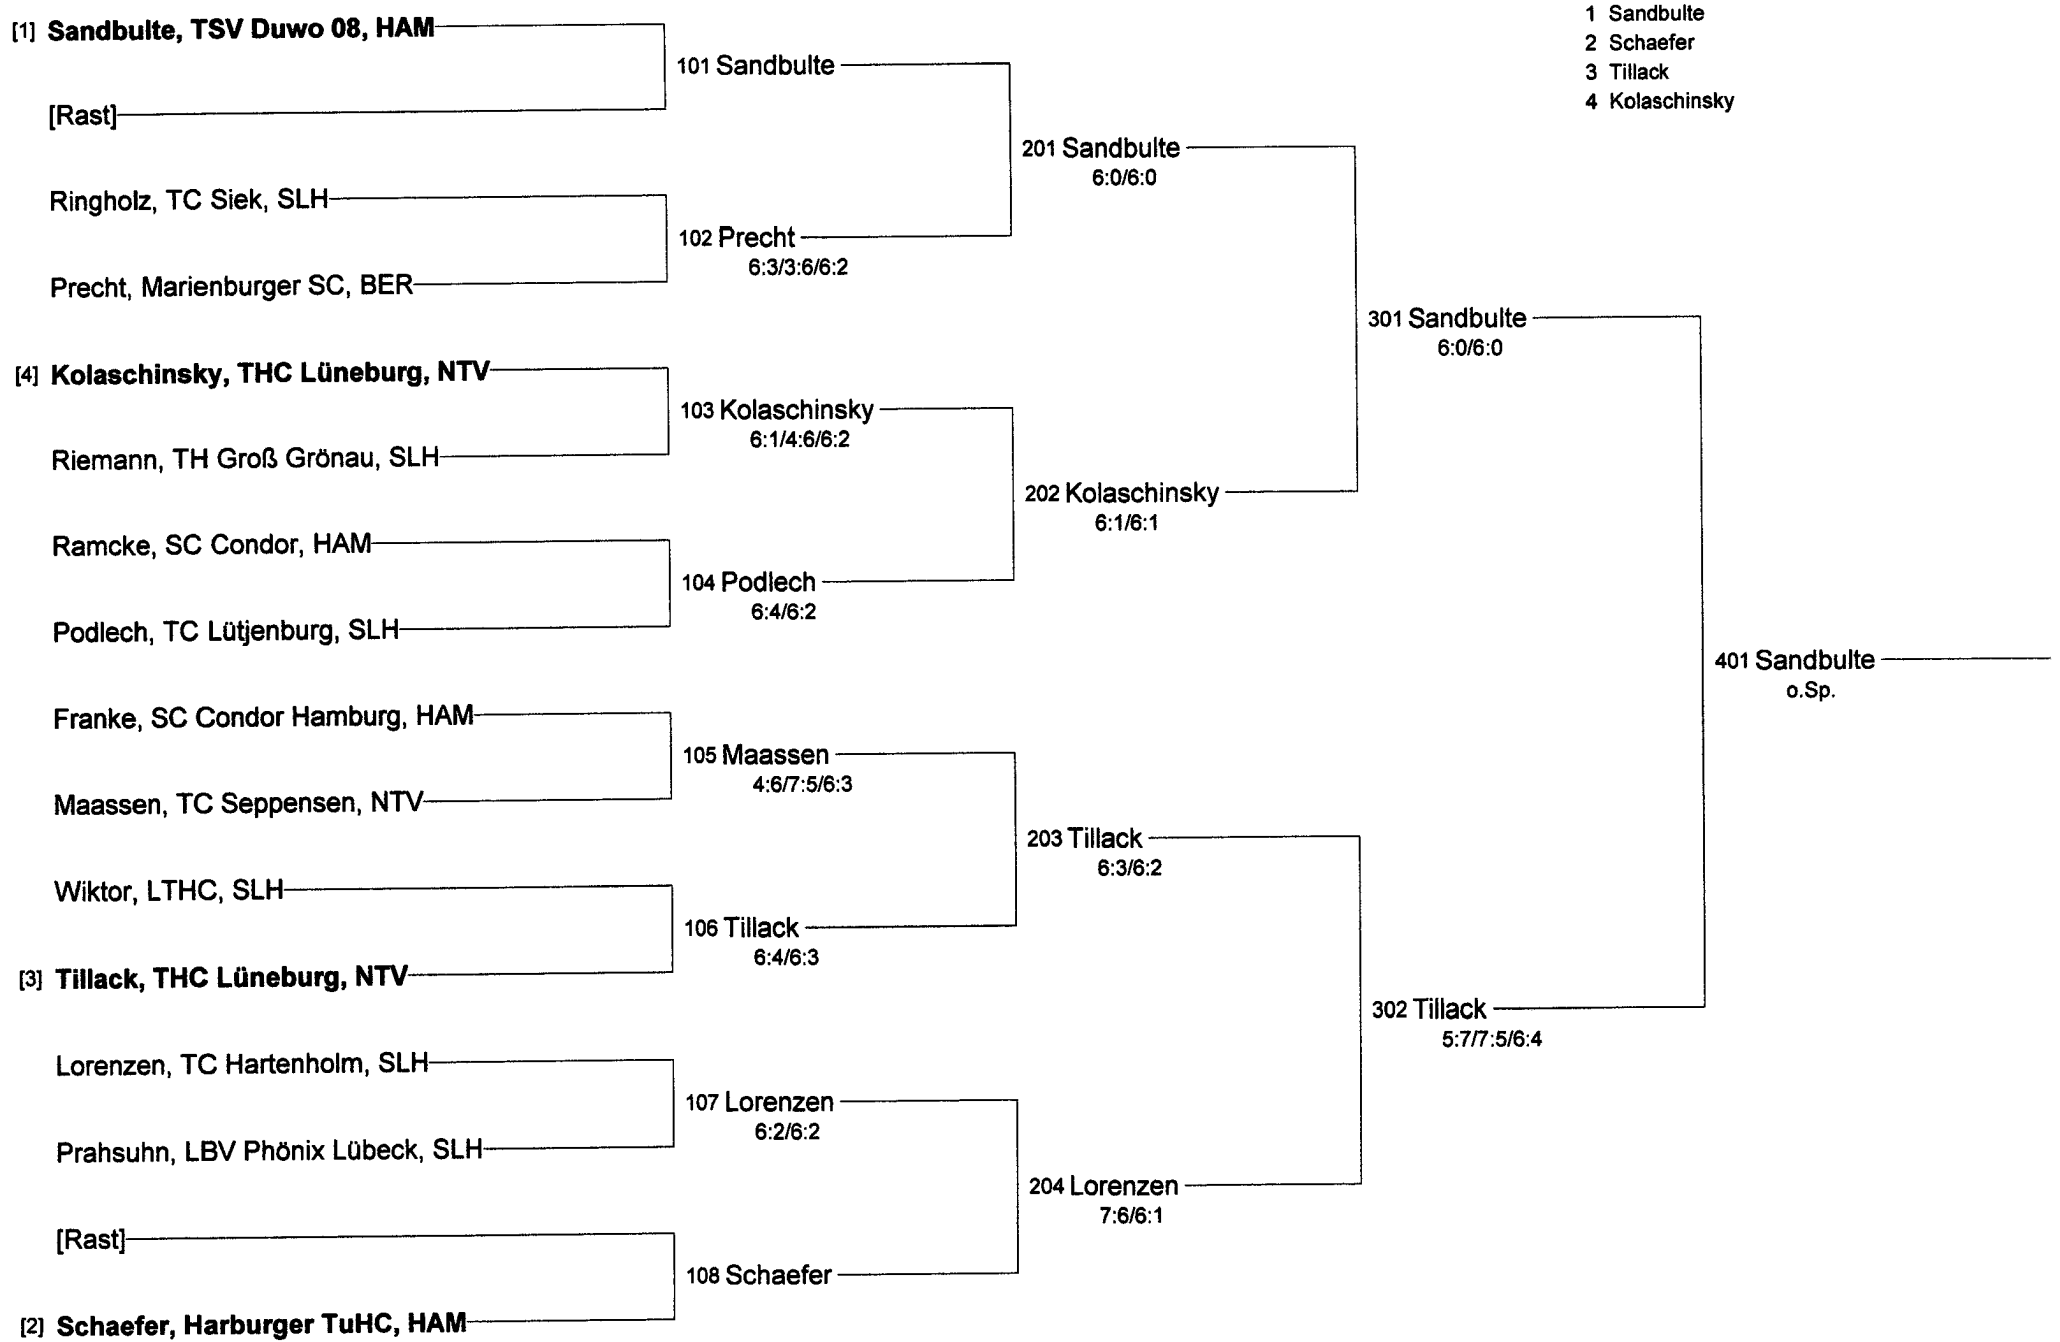 1 Sandbulte
2 Schaefer
3 Tillack
4 Kolaschinsky
[1] Sandbulte, TSV Duwo 08, HAM
[Rast]
Ringholz, TC Siek, SLH
Precht, Marienburger SC, BER
[4] Kolaschinsky, THC Lüneburg, NTV
Riemann, TH Groß Grönau, SLH
Ramcke, SC Condor, HAM
Podlech, TC Lütjenburg, SLH
Franke, SC Condor Hamburg, HAM
Maassen, TC Seppensen, NTV
Wiktor, LTHC, SLH
[3] Tillack, THC Lüneburg, NTV
Lorenzen, TC Hartenholm, SLH
Prahsuhn, LBV Phönix Lübeck, SLH
[Rast]
[2] Schaefer, Harburger TuHC, HAM
101 Sandbulte
102 Precht
6:3/3:6/6:2
103 Kolaschinsky
6:1/4:6/6:2
104 Podlech
6:4/6:2
105 Maassen
4:6/7:5/6:3
106 Tillack
6:4/6:3
107 Lorenzen
6:2/6:2
108 Schaefer
201 Sandbulte
6:0/6:0
202 Kolaschinsky
6:1/6:1
203 Tillack
6:3/6:2
204 Lorenzen
7:6/6:1
301 Sandbulte
6:0/6:0
302 Tillack
5:7/7:5/6:4
401 Sandbulte
o.Sp.